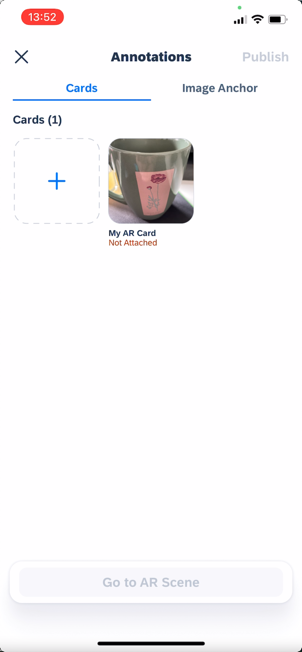 13:52
Annotations
Publish
Cards
Image Anchor
Cards (1)
My AR Card
Not Attached
Go to AR Scene